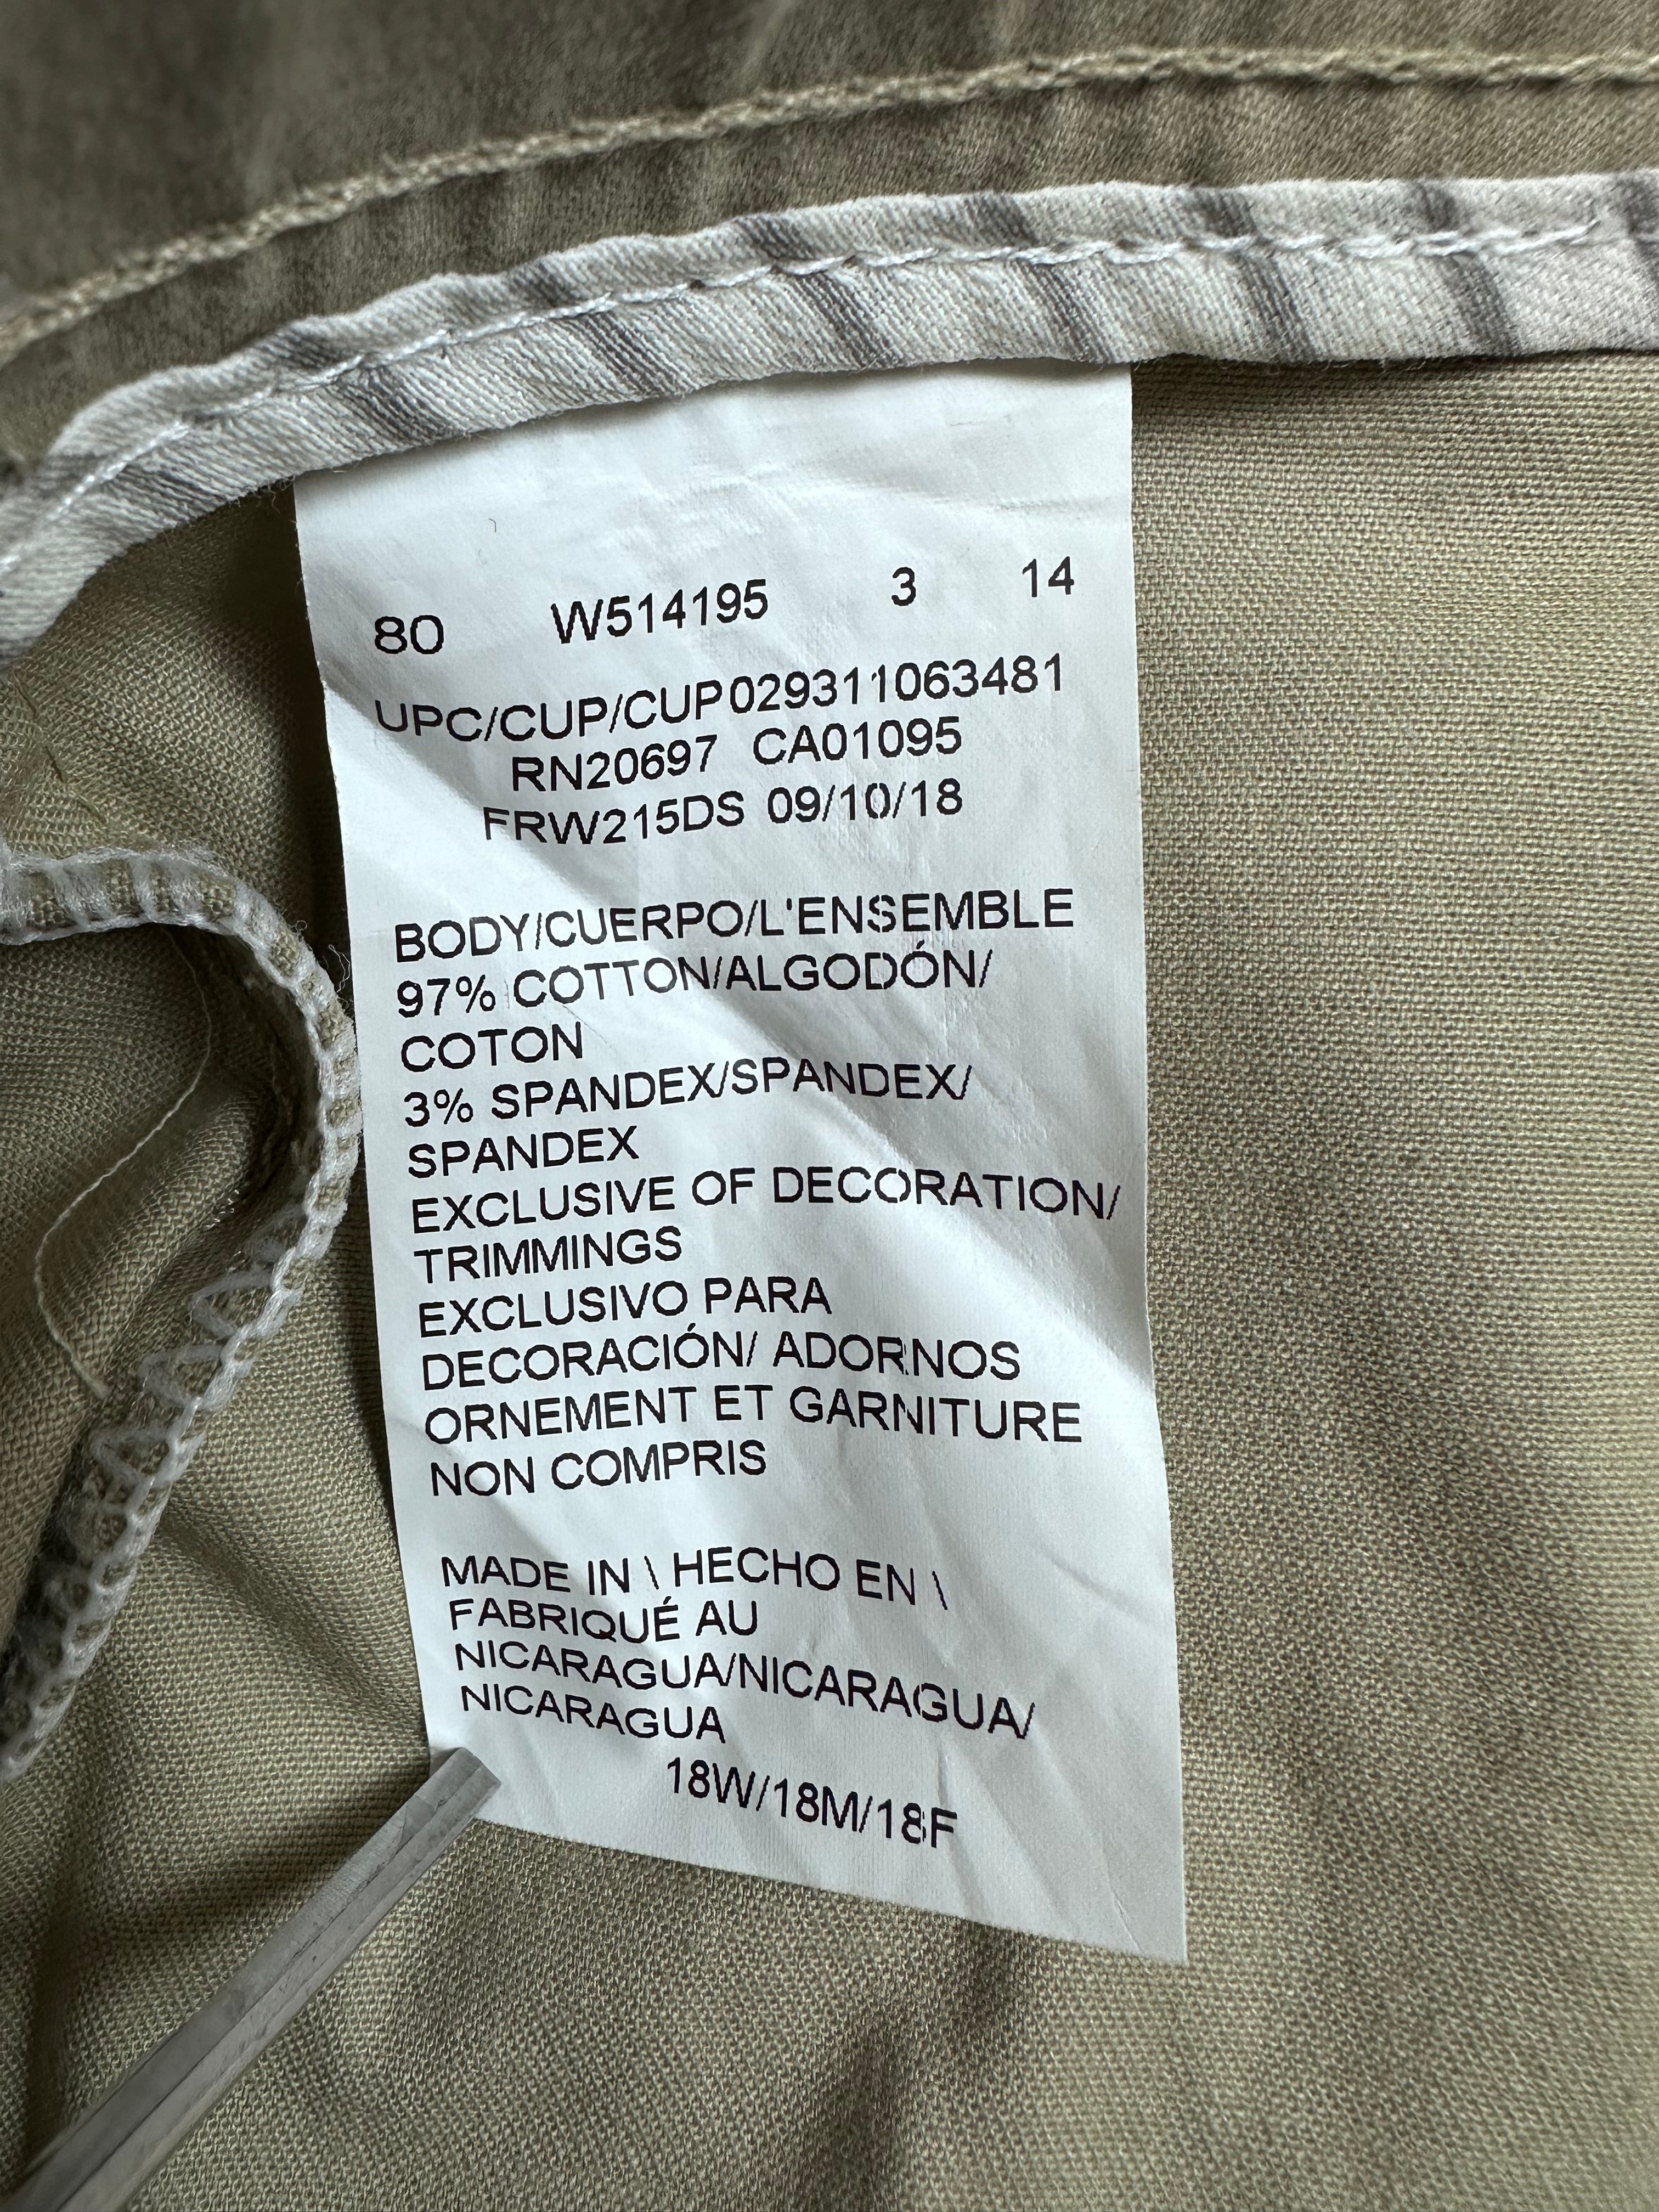 80 W514195 3 14
UPC/CUP/CUP029311063481
RN20697 CA01095
FRW215DS 09/10/18
BODY/CUERPO/L'ENSEMBLE
97% COTTON/ALGODÓN/
COTON
3% SPANDEX/SPANDEX/
SPANDEX
EXCLUSIVE OF DECORATION/
TRIMMINGS
EXCLUSIVO PARA
DECORACIÓN/ ADORNOS
ORNEMENT ET GARNITURE
NON COMPRIS
MADE IN \ HECHO EN \
FABRIQUÉ AU
NICARAGUA/NICARAGUA/
NICARAGUA
18W/18M/18F